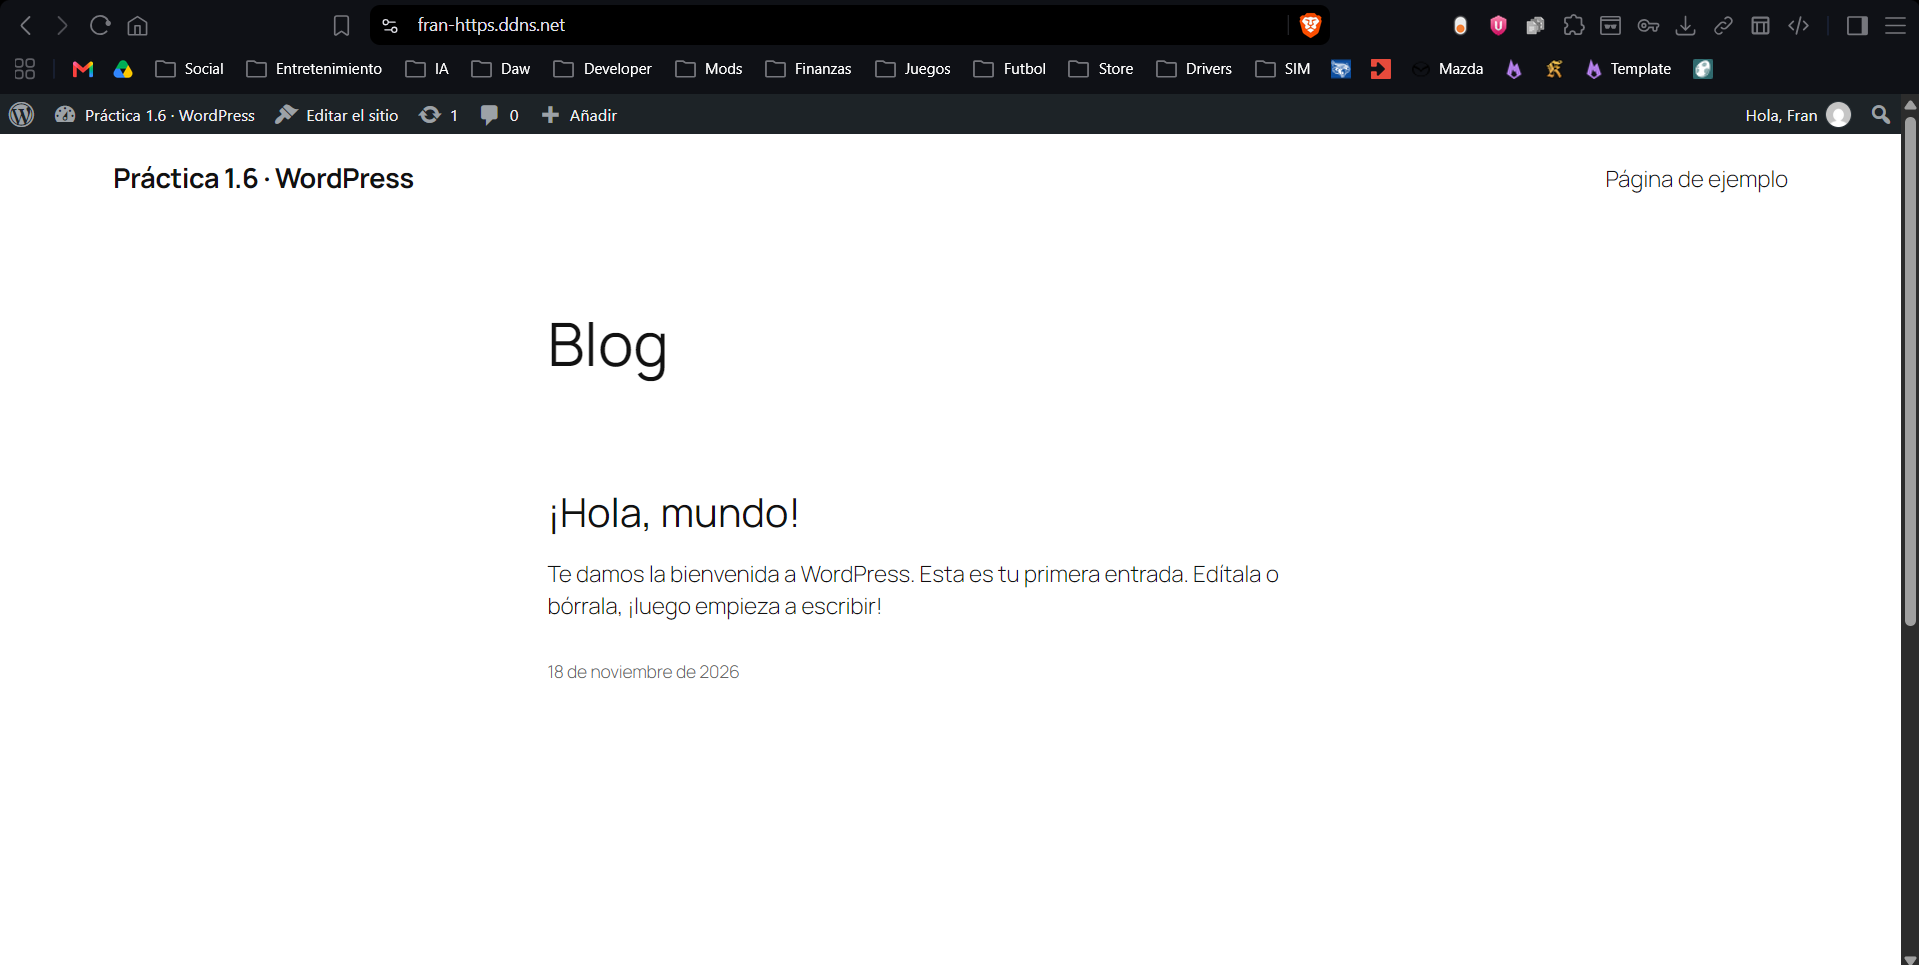 fran-https.ddns.net
Social Entretenimiento IA Daw Developer Mods Finanzas Juegos Futbol Store Drivers SIM Mazda Template
Práctica 1.6 · WordPress Editar el sitio 1 0 Añadir Hola, Fran
Práctica 1.6 · WordPress Página de ejemplo
Blog
¡Hola, mundo!
Te damos la bienvenida a WordPress. Esta es tu primera entrada. Edítala o
bórrala, ¡luego empieza a escribir!
18 de noviembre de 2026